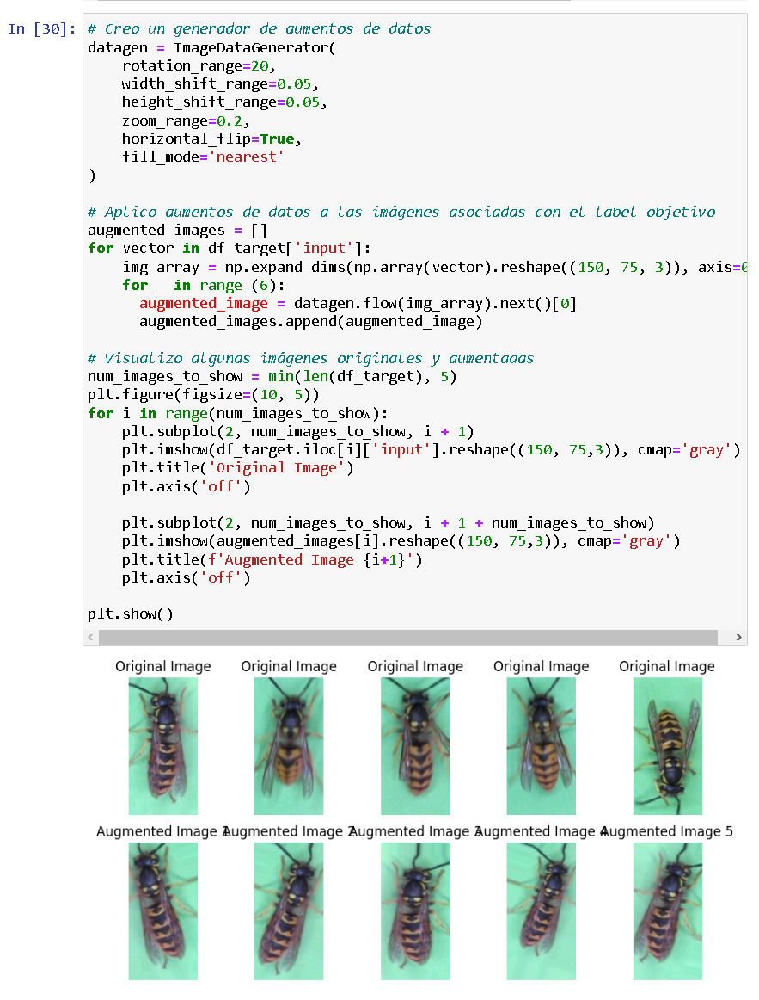 In [30]: # Creo un generador de aumentos de datos
datagen = ImageDataGenerator(
    rotation_range=20,
    width_shift_range=0.05,
    height_shift_range=0.05,
    zoom_range=0.2,
    horizontal_flip=True,
    fill_mode='nearest'
)

# Aplico aumentos de datos a las imágenes asociadas con el label objetivo
augmented_images = []
for vector in df_target['input']:
    img_array = np.expand_dims(np.array(vector).reshape((150, 75, 3)), axis=0
    for _ in range (6):
      augmented_image = datagen.flow(img_array).next()[0]
      augmented_images.append(augmented_image)

# Visualizo algunas imágenes originales y aumentadas
num_images_to_show = min(len(df_target), 5)
plt.figure(figsize=(10, 5))
for i in range(num_images_to_show):
    plt.subplot(2, num_images_to_show, i + 1)
    plt.imshow(df_target.iloc[i]['input'].reshape((150, 75,3)), cmap='gray')
    plt.title('Original Image')
    plt.axis('off')

    plt.subplot(2, num_images_to_show, i + 1 + num_images_to_show)
    plt.imshow(augmented_images[i].reshape((150, 75,3)), cmap='gray')
    plt.title(f'Augmented Image {i+1}')
    plt.axis('off')

plt.show()
Original Image Original Image Original Image Original Image Original Image
Augmented Image 1 Augmented Image 2 Augmented Image 3 Augmented Image 4 Augmented Image 5